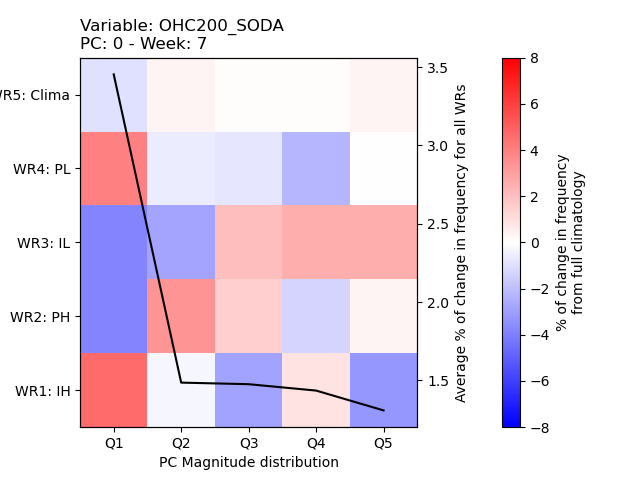 Variable: OHC200_SODA
PC: 0 - Week: 7
WR5: Clima
WR4: PL
WR3: IL
WR2: PH
WR1: IH
Q1 Q2 Q3 Q4 Q5
PC Magnitude distribution
3.5
3.0
2.5
2.0
1.5
Average % of change in frequency for all WRs
8
6
4
2
0
−2
−4
−6
−8
% of change in frequency
from full climatology